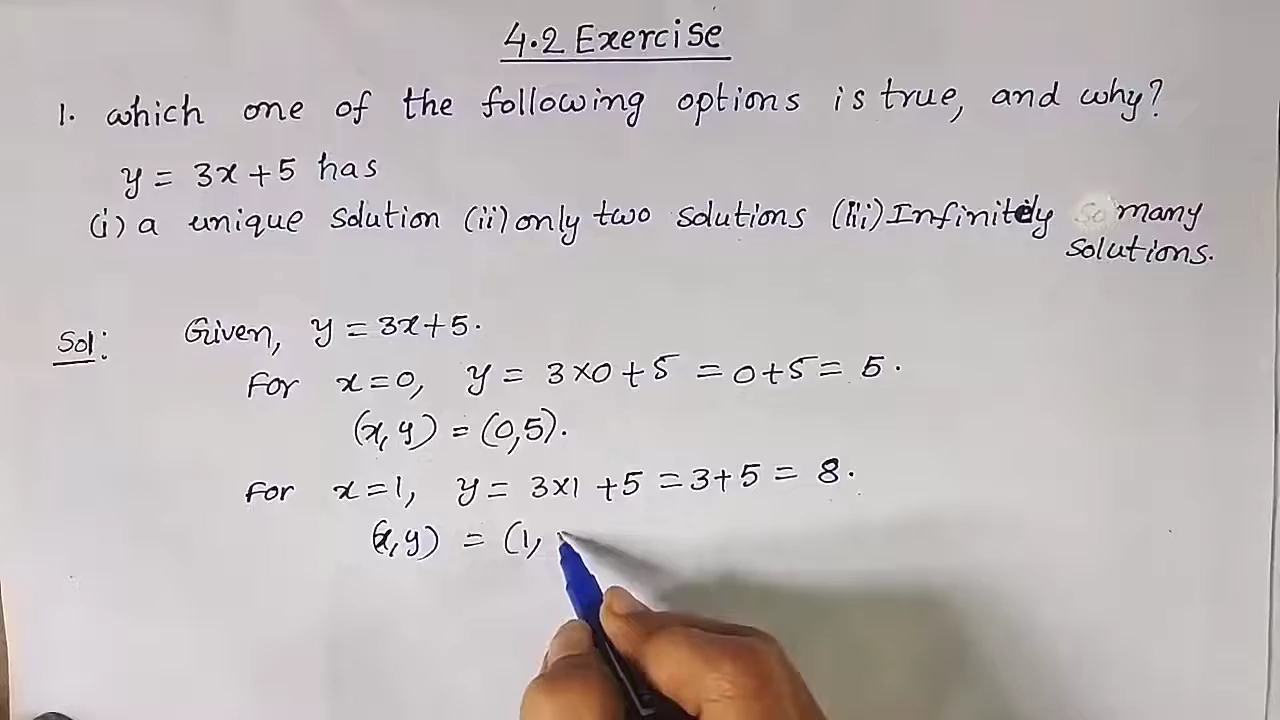 4.2 Exercise
1. which one of the following options is true, and why?
y = 3x + 5 has
(i) a unique solution (ii) only two solutions (iii) Infinitely many
solutions.
Sol: Given, y = 3x+5.
For x = 0, y = 3×0 + 5 = 0+5 = 5.
(x, y) = (0,5).
For x = 1, y = 3×1 + 5 = 3+5 = 8.
(x, y) = (1,